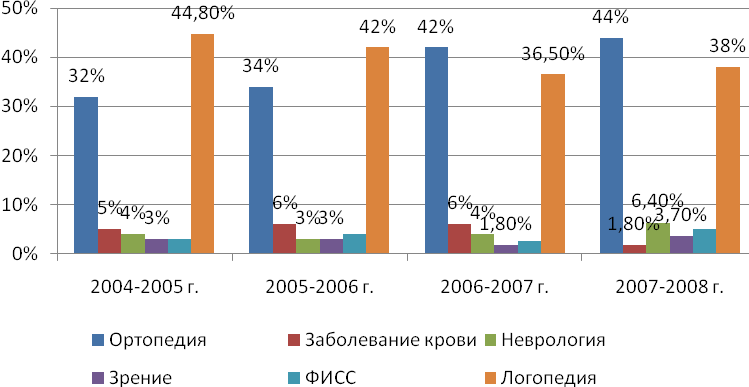 50%
40%
30%
20%
10%
0%
32%
5%
4%
3%
44,80%
34%
6%
3%
3%
42%
42%
6%
4%
1,80%
36,50%
44%
1,80%
6,40%
3,70%
38%
2004-2005 г.
2005-2006 г.
2006-2007 г.
2007-2008 г.
Ортопедия
Заболевание крови
Неврология
Зрение
ФИСС
Логопедия